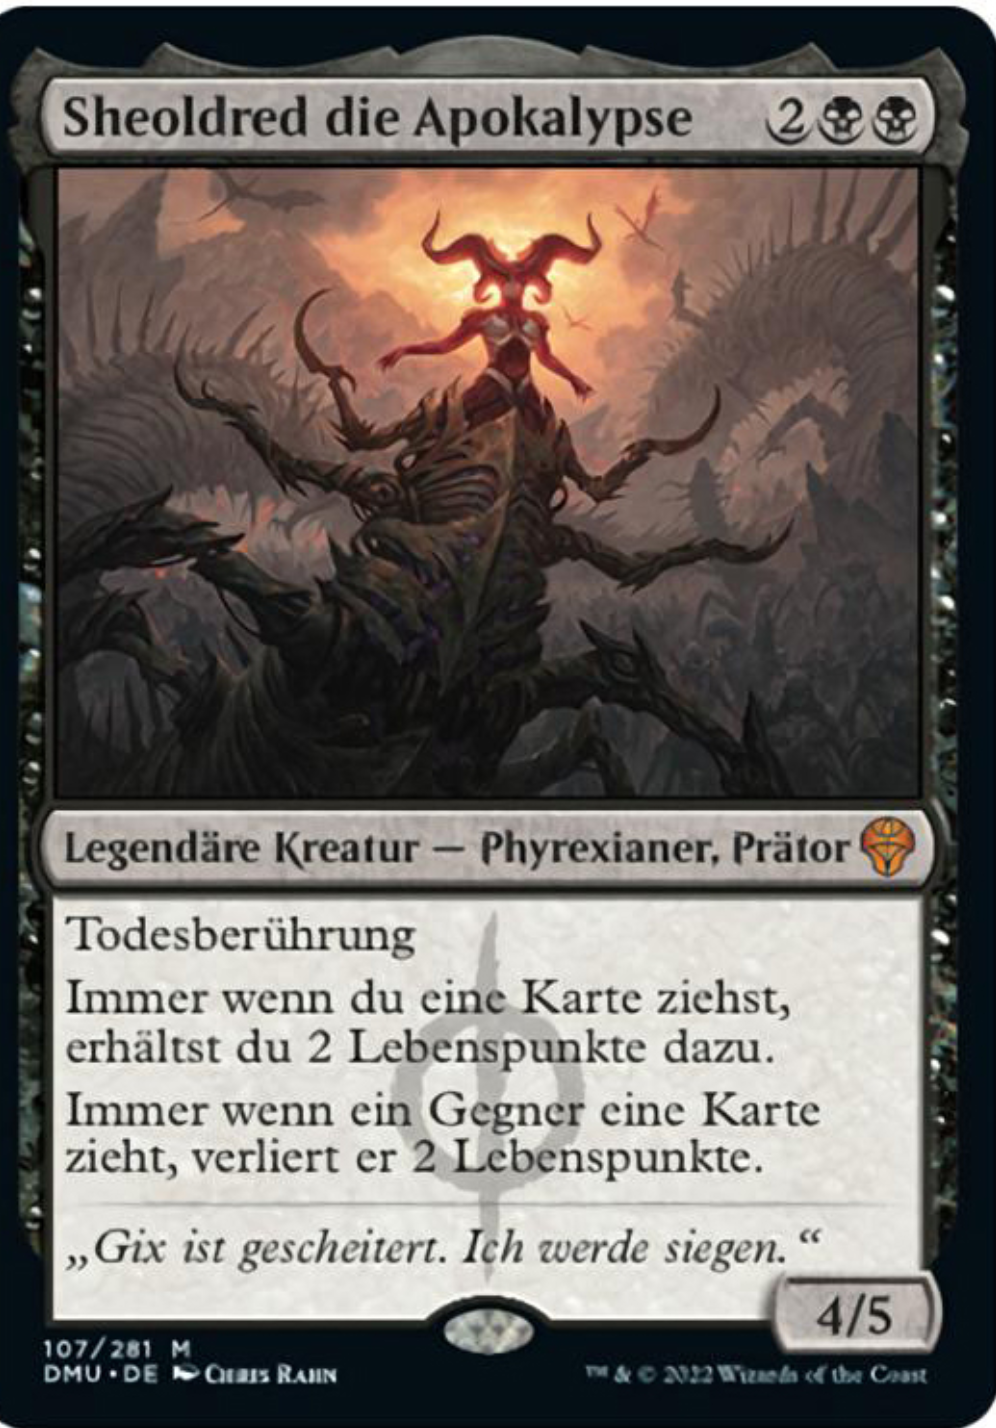 Sheoldred die Apokalypse 2
Legendäre Kreatur — Phyrexianer, Prätor
Todesberührung
Immer wenn du eine Karte ziehst,
erhältst du 2 Lebenspunkte dazu.
Immer wenn ein Gegner eine Karte
zieht, verliert er 2 Lebenspunkte.
„Gix ist gescheitert. Ich werde siegen.“
4/5
107/281 M
DMU • DE Chris Rahn
™ & © 2022 Wizards of the Coast